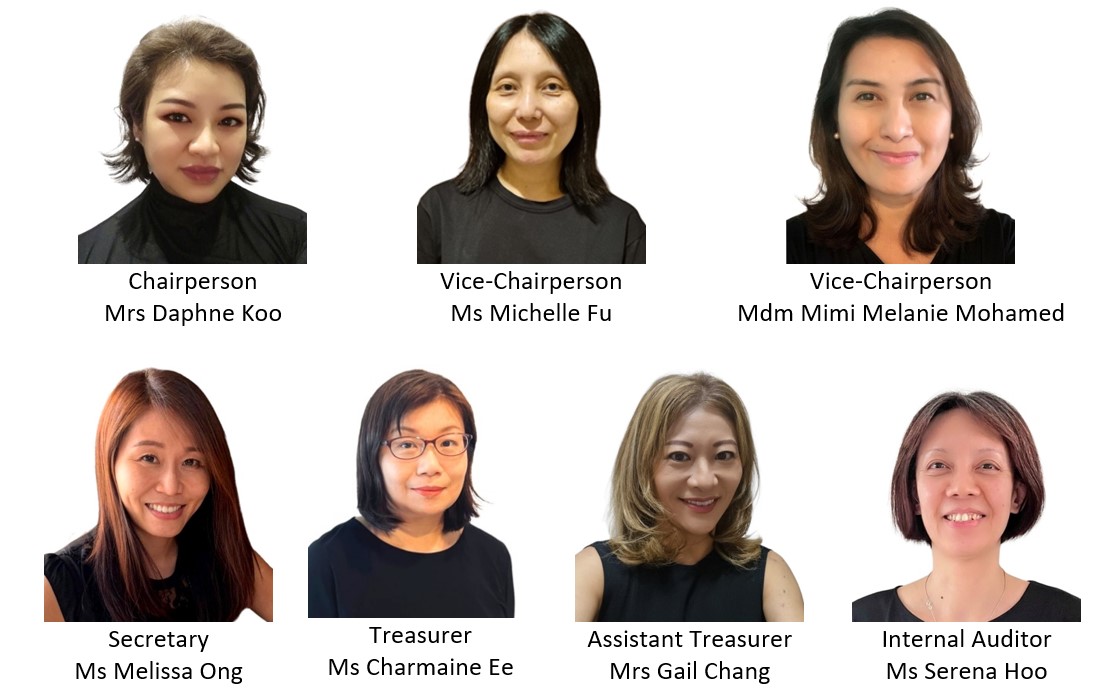 Chairperson
Mrs Daphne Koo
Vice-Chairperson
Ms Michelle Fu
Vice-Chairperson
Mdm Mimi Melanie Mohamed
Secretary
Ms Melissa Ong
Treasurer
Ms Charmaine Ee
Assistant Treasurer
Mrs Gail Chang
Internal Auditor
Ms Serena Hoo